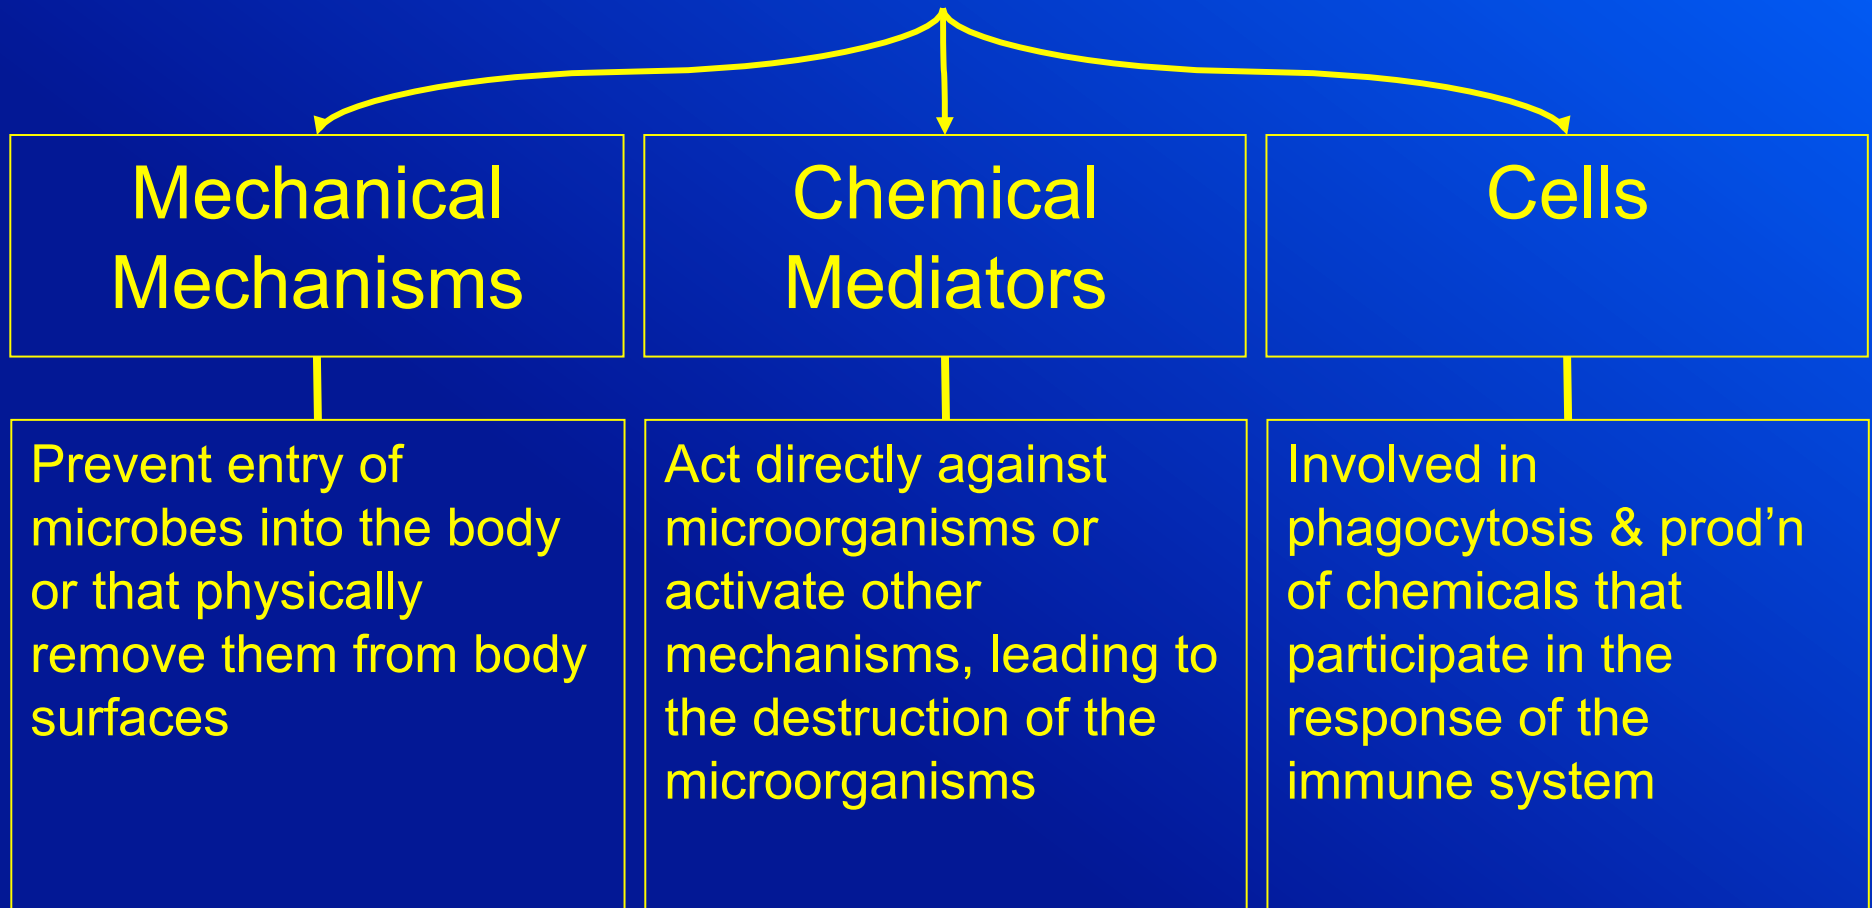 Mechanical
Mechanisms
Chemical
Mediators
Cells
Prevent entry of
microbes into the body
or that physically
remove them from body
surfaces
Act directly against
microorganisms or
activate other
mechanisms, leading to
the destruction of the
microorganisms
Involved in
phagocytosis & prod’n
of chemicals that
participate in the
response of the
immune system